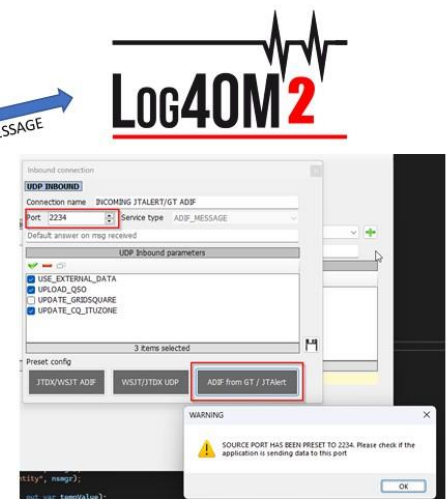 LOG4OM2
SSAGE
Inbound connection
UDP INBOUND
Connection name INCOMING JTALERT/GT ADIF
Port 2234 Service type ADIF_MESSAGE
Default answer on msg received
UDP Inbound parameters
USE_EXTERNAL_DATA
UPLOAD_QSO
UPDATE_GRIDSQUARE
UPDATE_CQ_ITUZONE
3 items selected
Preset config
JTDX/WSJT ADIF WSJT/JTDX UDP ADIF from GT / JTAlert
WARNING
SOURCE PORT HAS BEEN PRESET TO 2234. Please check if the
application is sending data to this port
OK
entity", nsmgr);
out var tempValue);